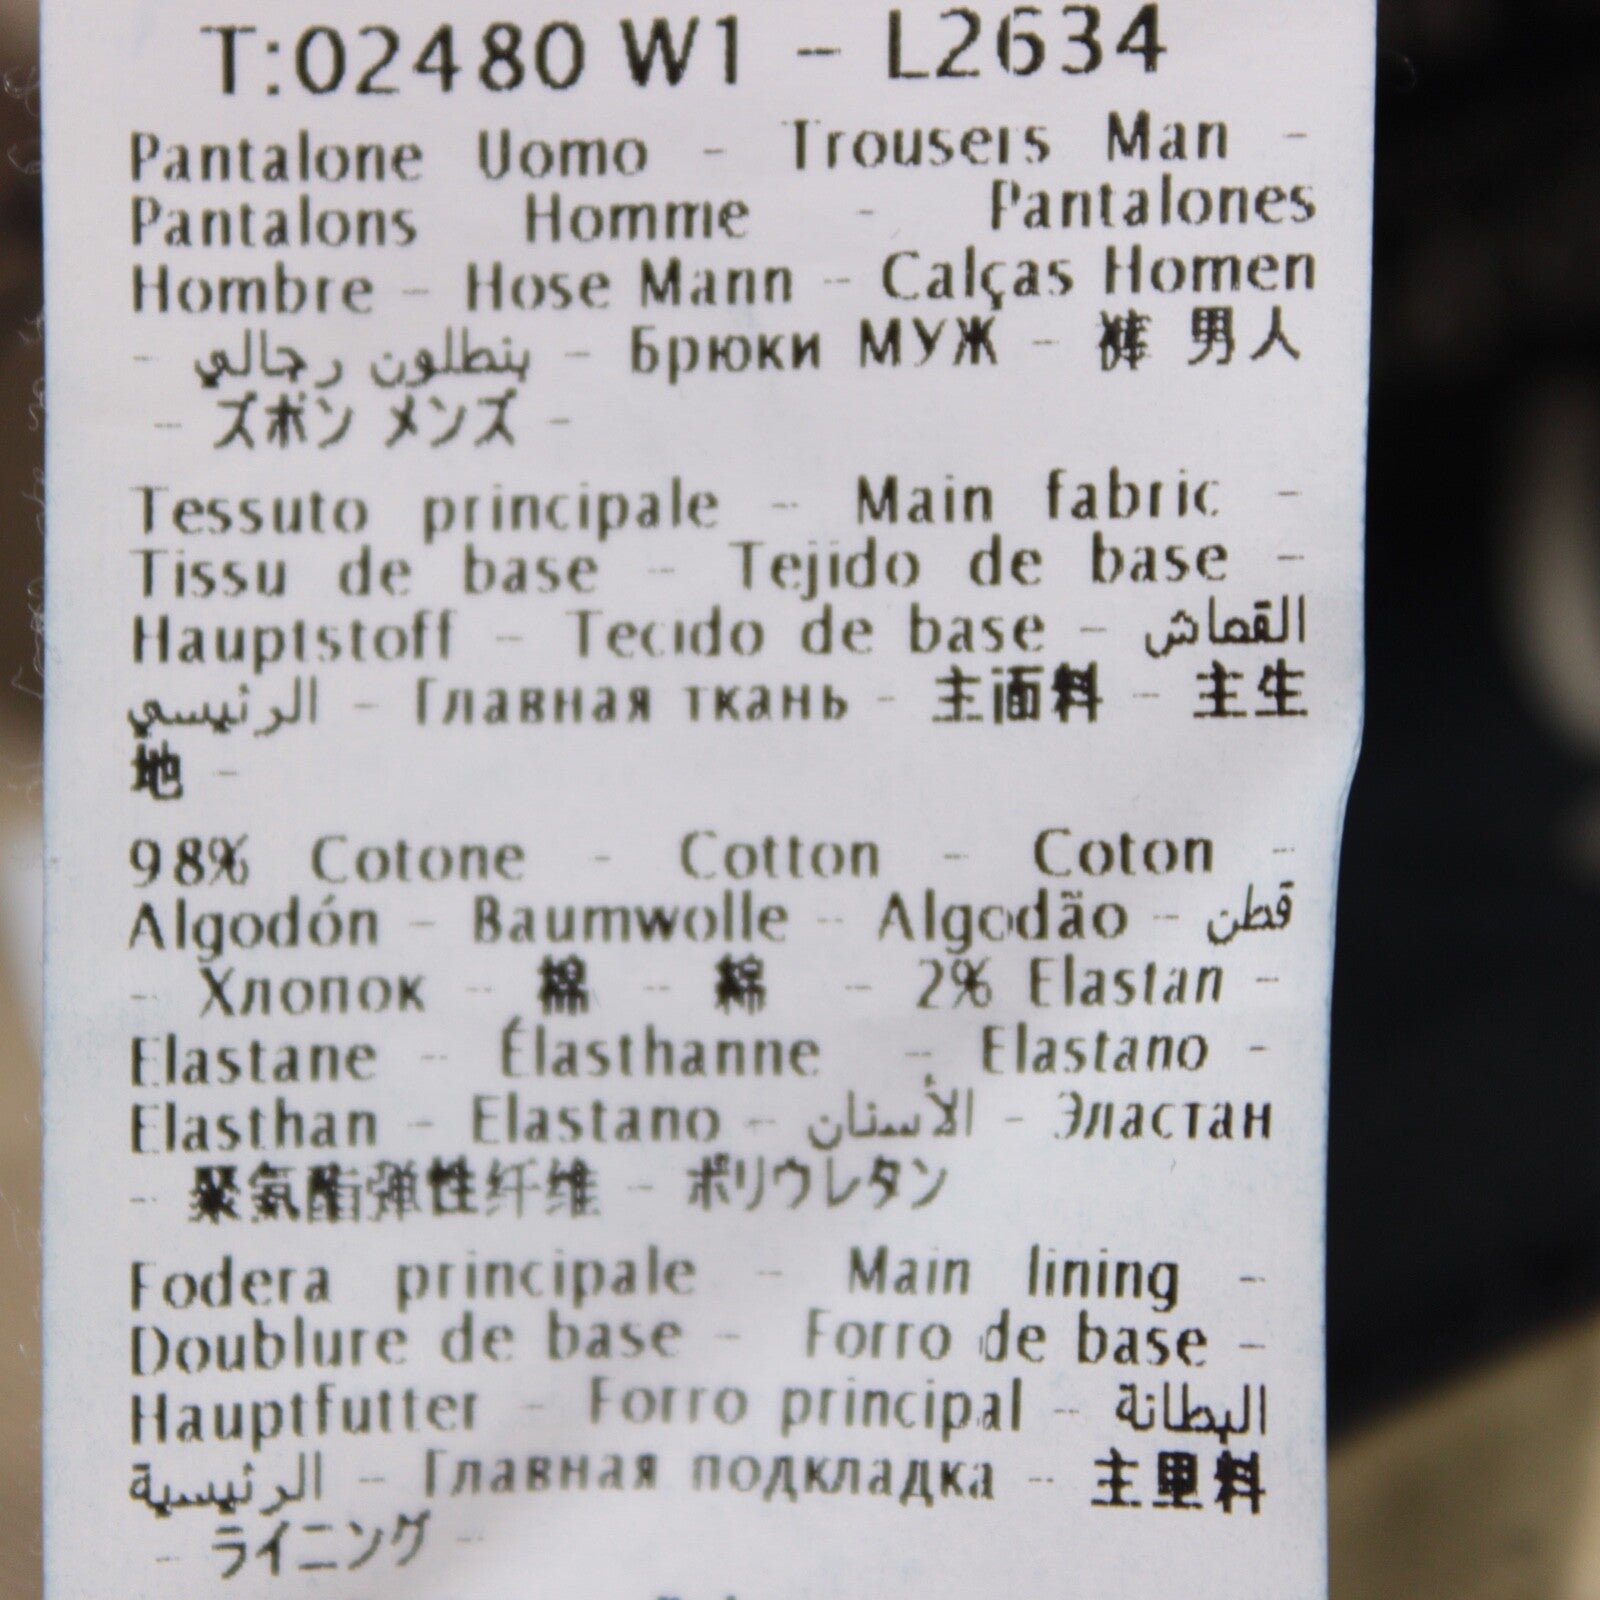 T:02480 W1 - L2634
Pantalone Uomo - Trousers Man -
Pantalons Homme - Pantalones
Hombre - Hose Mann - Calças Homen
- بنطلون رجالي - Брюки МУЖ - 裤 男人
- ズボン メンズ -
Tessuto principale - Main fabric -
Tissu de base - Tejido de base -
Hauptstoff - Tecido de base - القماش
الرئيسي - Главная ткань - 主面料 - 主生
地 -
98% Cotone - Cotton - Coton -
Algodón - Baumwolle - Algodão - قطن
- Хлопок - 棉 - 綿 - 2% Elastan -
Elastane - Élasthanne - Elastano -
Elasthan - Elastano - الأستان - Эластан
- 聚氨酯弹性纤维 - ポリウレタン
Fodera principale - Main lining -
Doublure de base - Forro de base -
Hauptfutter - Forro principal - البطانة
الرئيسية - Главная подкладка - 主里料
- ライニング -